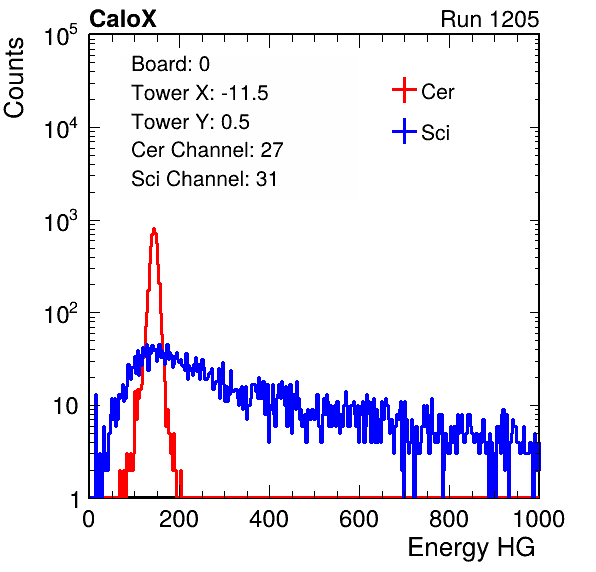 CaloX Run 1205
Counts
10^5
10^4
10^3
10^2
10
1
Board: 0
Tower X: -11.5
Tower Y: 0.5
Cer Channel: 27
Sci Channel: 31
Cer
Sci
0 200 400 600 800 1000
Energy HG